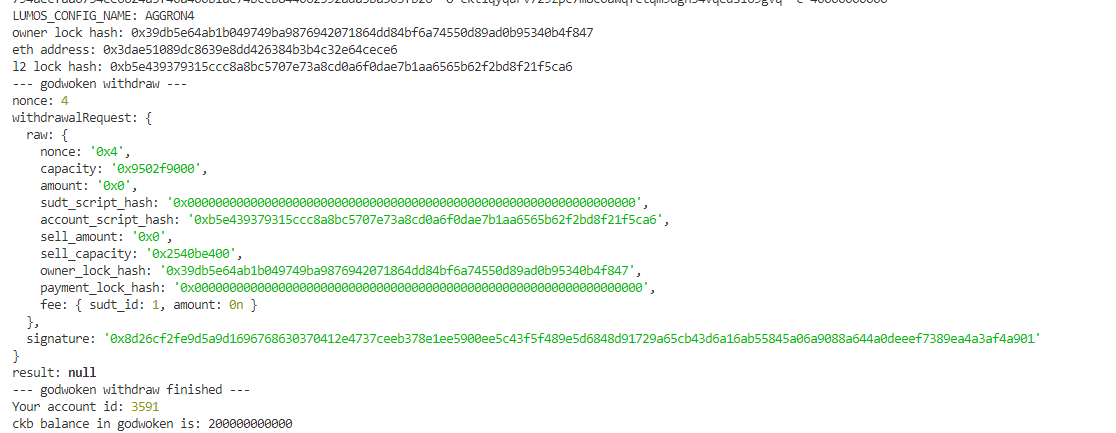 LUMOS_CONFIG_NAME: AGGRON4
owner lock hash: 0x39db5e64ab1b049749ba9876942071864dd84bf6a74550d89ad0b95340b4f847
eth address: 0x3dae51089dc8639e8dd426384b3b4c32e64cece6
l2 lock hash: 0xb5e439379315ccc8a8bc5707e73a8cd0a6f0dae7b1aa6565b62f2bd8f21f5ca6
--- godwoken withdraw ---
nonce: 4
withdrawalRequest: {
  raw: {
    nonce: '0x4',
    capacity: '0x9502f9000',
    amount: '0x0',
    sudt_script_hash: '0x0000000000000000000000000000000000000000000000000000000000000000',
    account_script_hash: '0xb5e439379315ccc8a8bc5707e73a8cd0a6f0dae7b1aa6565b62f2bd8f21f5ca6',
    sell_amount: '0x0',
    sell_capacity: '0x2540be400',
    owner_lock_hash: '0x39db5e64ab1b049749ba9876942071864dd84bf6a74550d89ad0b95340b4f847',
    payment_lock_hash: '0x0000000000000000000000000000000000000000000000000000000000000000',
    fee: { sudt_id: 1, amount: 0n }
  },
  signature: '0x8d26cf2fe9d5a9d1696768630370412e4737ceeb378e1ee5900ee5c43f5f489e5d6848d91729a65cb43d6a16ab55845a06a9088a644a0deeef7389ea4a3af4a901'
}
result: null
--- godwoken withdraw finished ---
Your account id: 3591
ckb balance in godwoken is: 200000000000